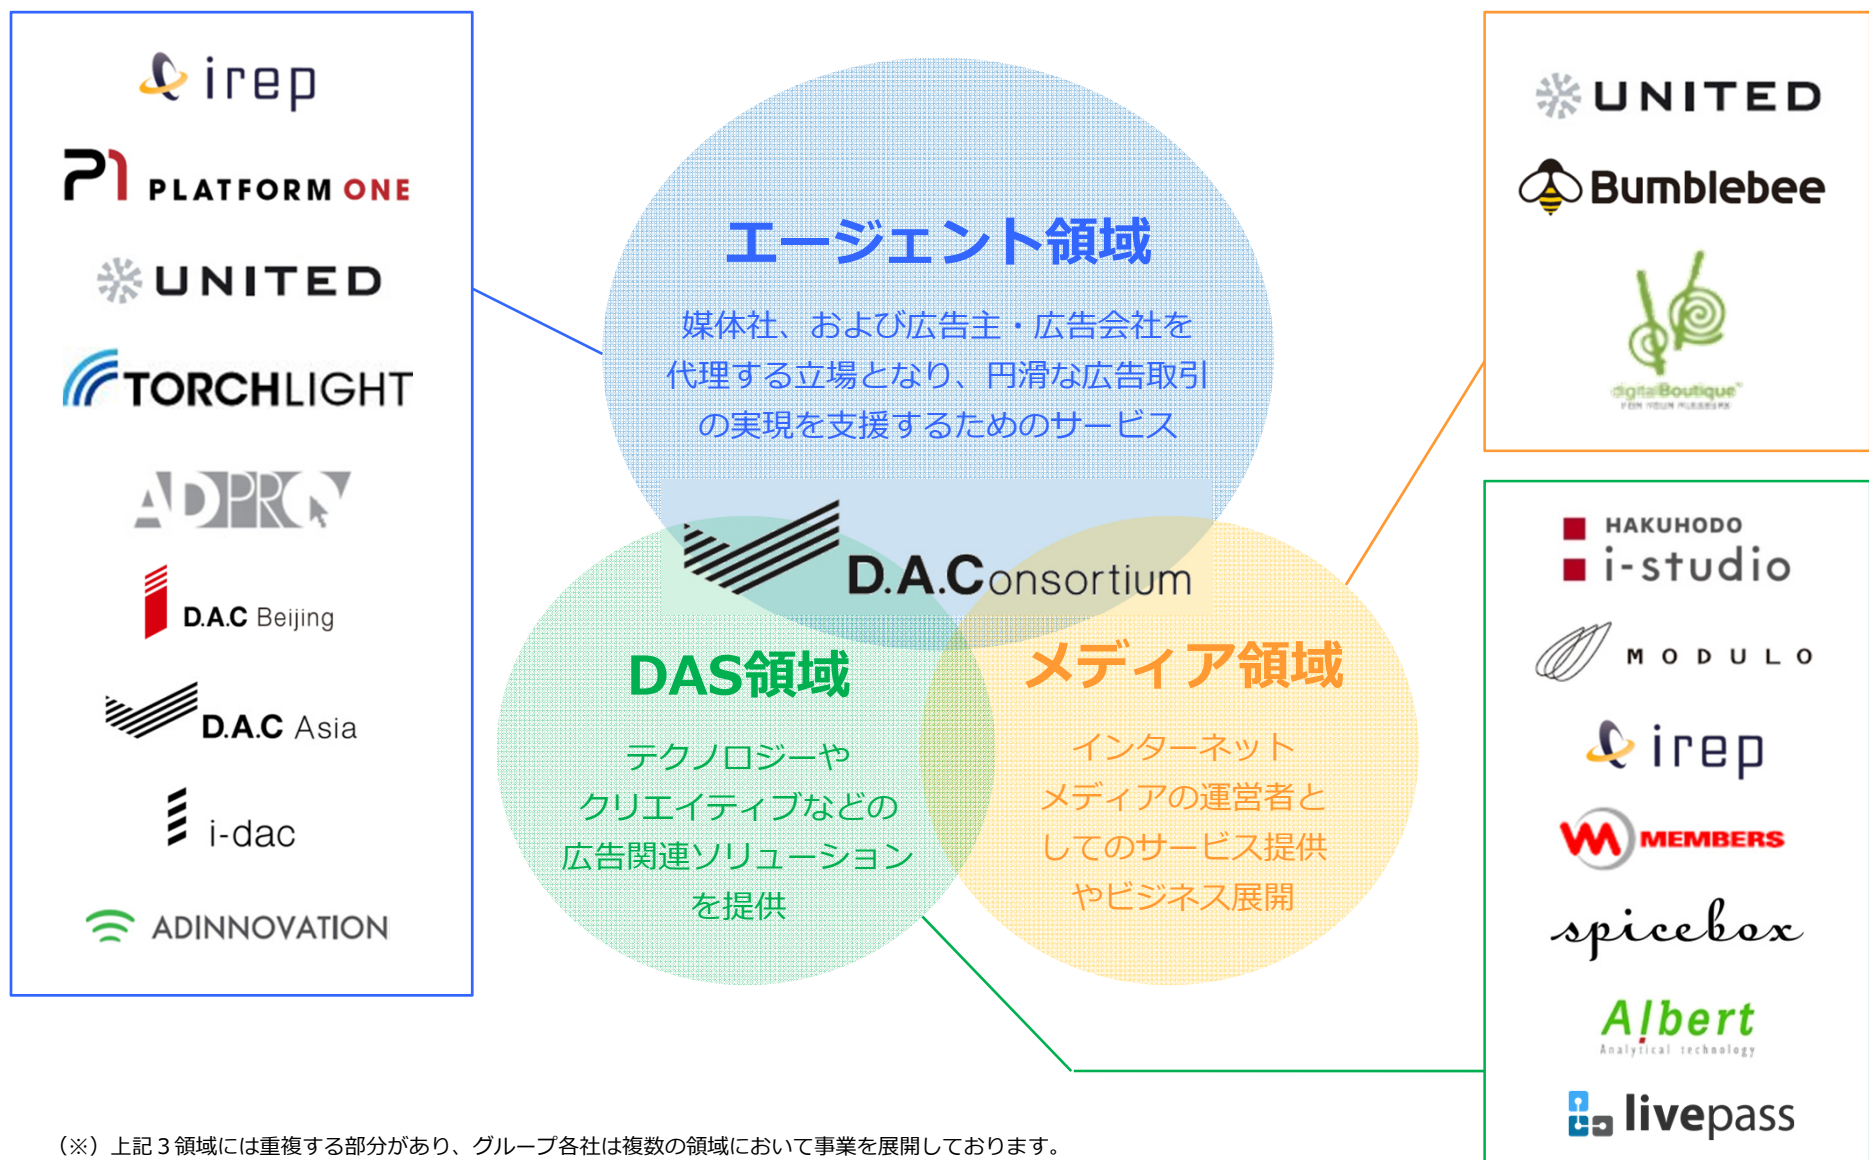 irep
P1 PLATFORM ONE
UNITED
TORCHLIGHT
ADPRO
D.A.C Beijing
D.A.C Asia
i-dac
ADINNOVATION
エージェント領域
媒体社、および広告主・広告会社を
代理する立場となり、円滑な広告取引
の実現を支援するためのサービス
D.A.Consortium
DAS領域
テクノロジーや
クリエイティブなどの
広告関連ソリューション
を提供
メディア領域
インターネット
メディアの運営者と
してのサービス提供
やビジネス展開
UNITED
Bumblebee
digitalBoutique
FOR YOUR PLEASURE
HAKUHODO
i-studio
MODULO
irep
MEMBERS
spicebox
Albert
Analytical technology
livepass
（※）上記３領域には重複する部分があり、グループ各社は複数の領域において事業を展開しております。